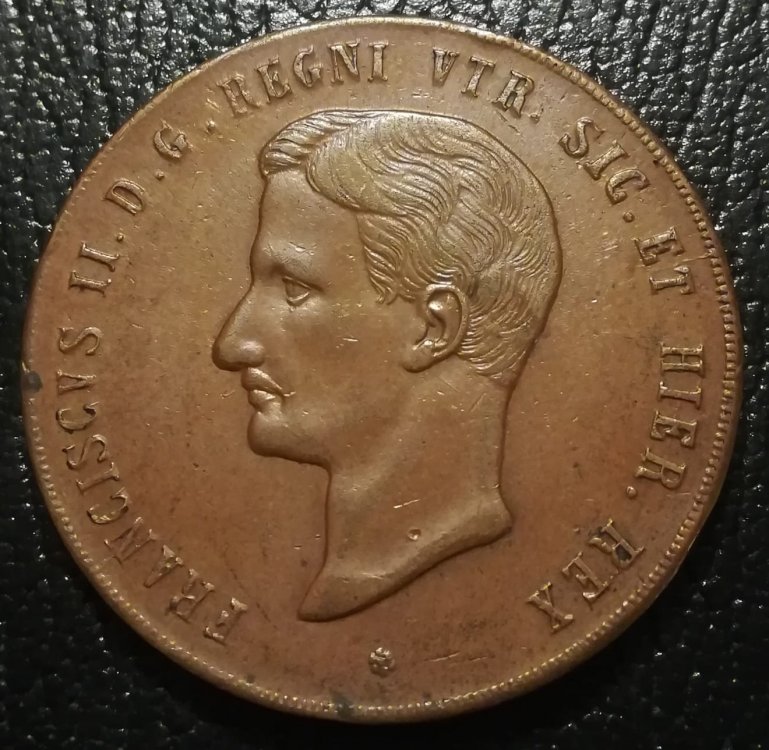 FRANCISCVS II. D. G. REGNI VTR. SIC. ET HIER. REX